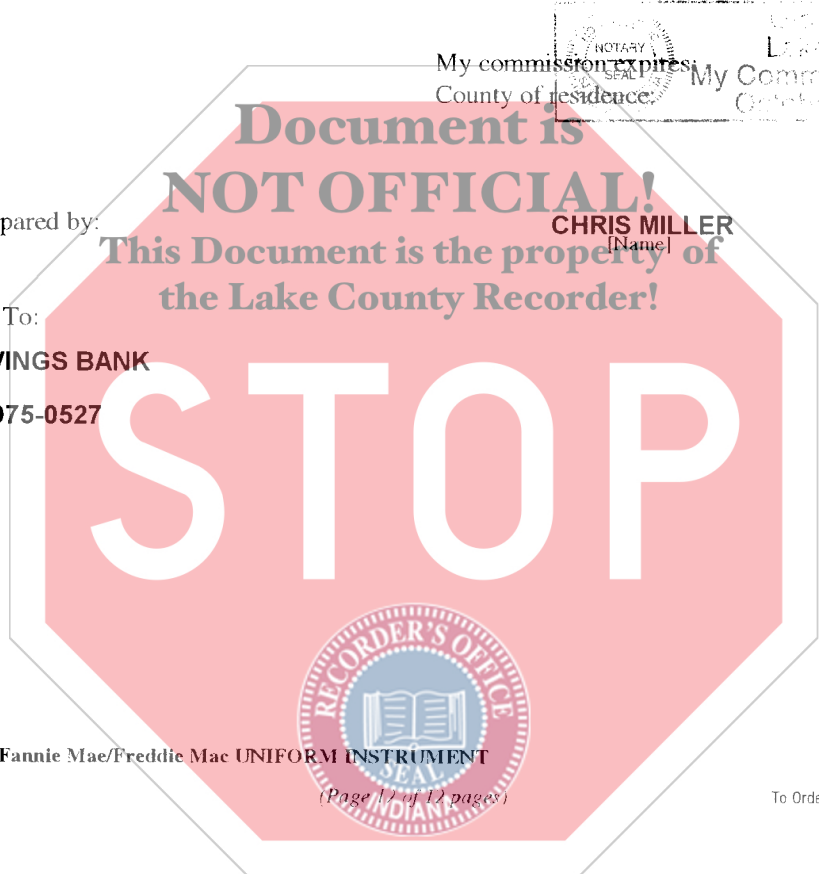 NOTARY
SEAL
My commission expires:
My Comm
County of residence:
Document is
NOT OFFICIAL!
pared by:
CHRIS MILLER
[Name]
This Document is the property of
the Lake County Recorder!
To:
VINGS BANK
075-0527
STOP
RECORDER'S OFFICE
Fannie Mae/Freddie Mac UNIFORM INSTRUMENT
SEAL
(Page 12 of 12 pages)
INDIANA
To Orde